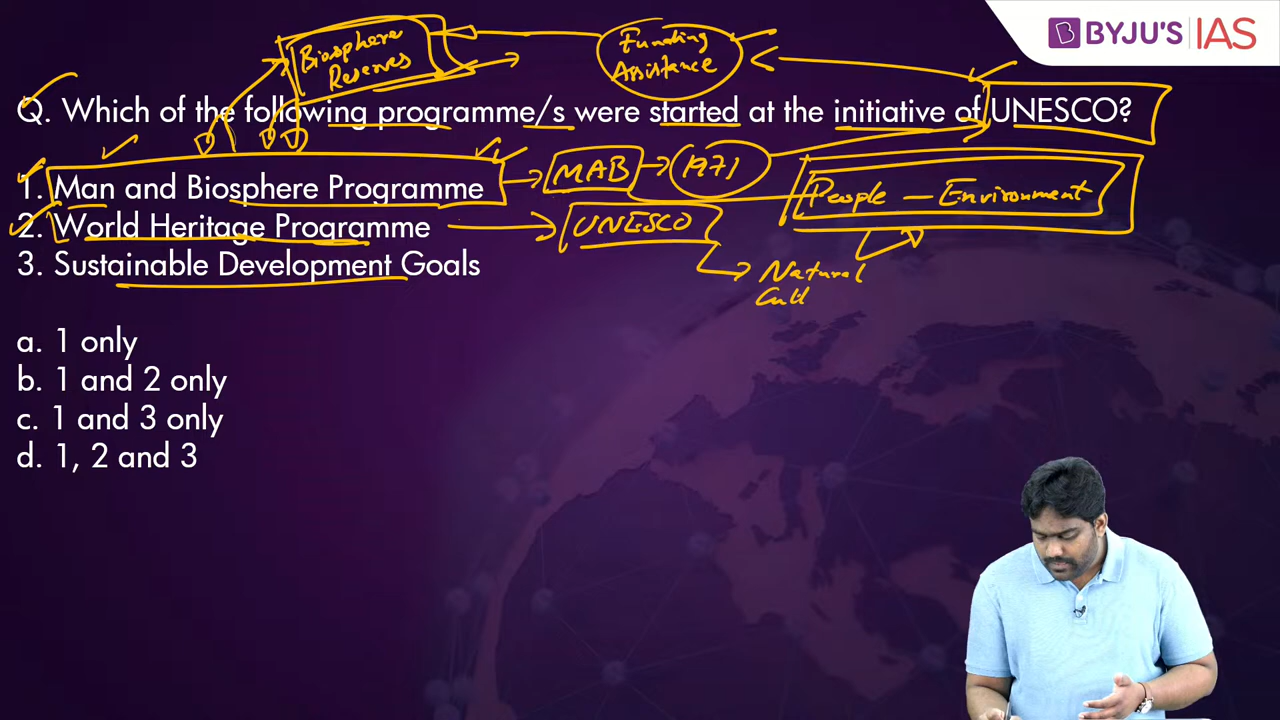 BYJU'S IAS
Biosphere
Reserves
Funding
Assistance
Q. Which of the following programme/s were started at the initiative of UNESCO?
1. Man and Biosphere Programme
MAB
1971
People - Environment
2. World Heritage Programme
UNESCO
3. Sustainable Development Goals
Natural
Cult
a. 1 only
b. 1 and 2 only
c. 1 and 3 only
d. 1, 2 and 3